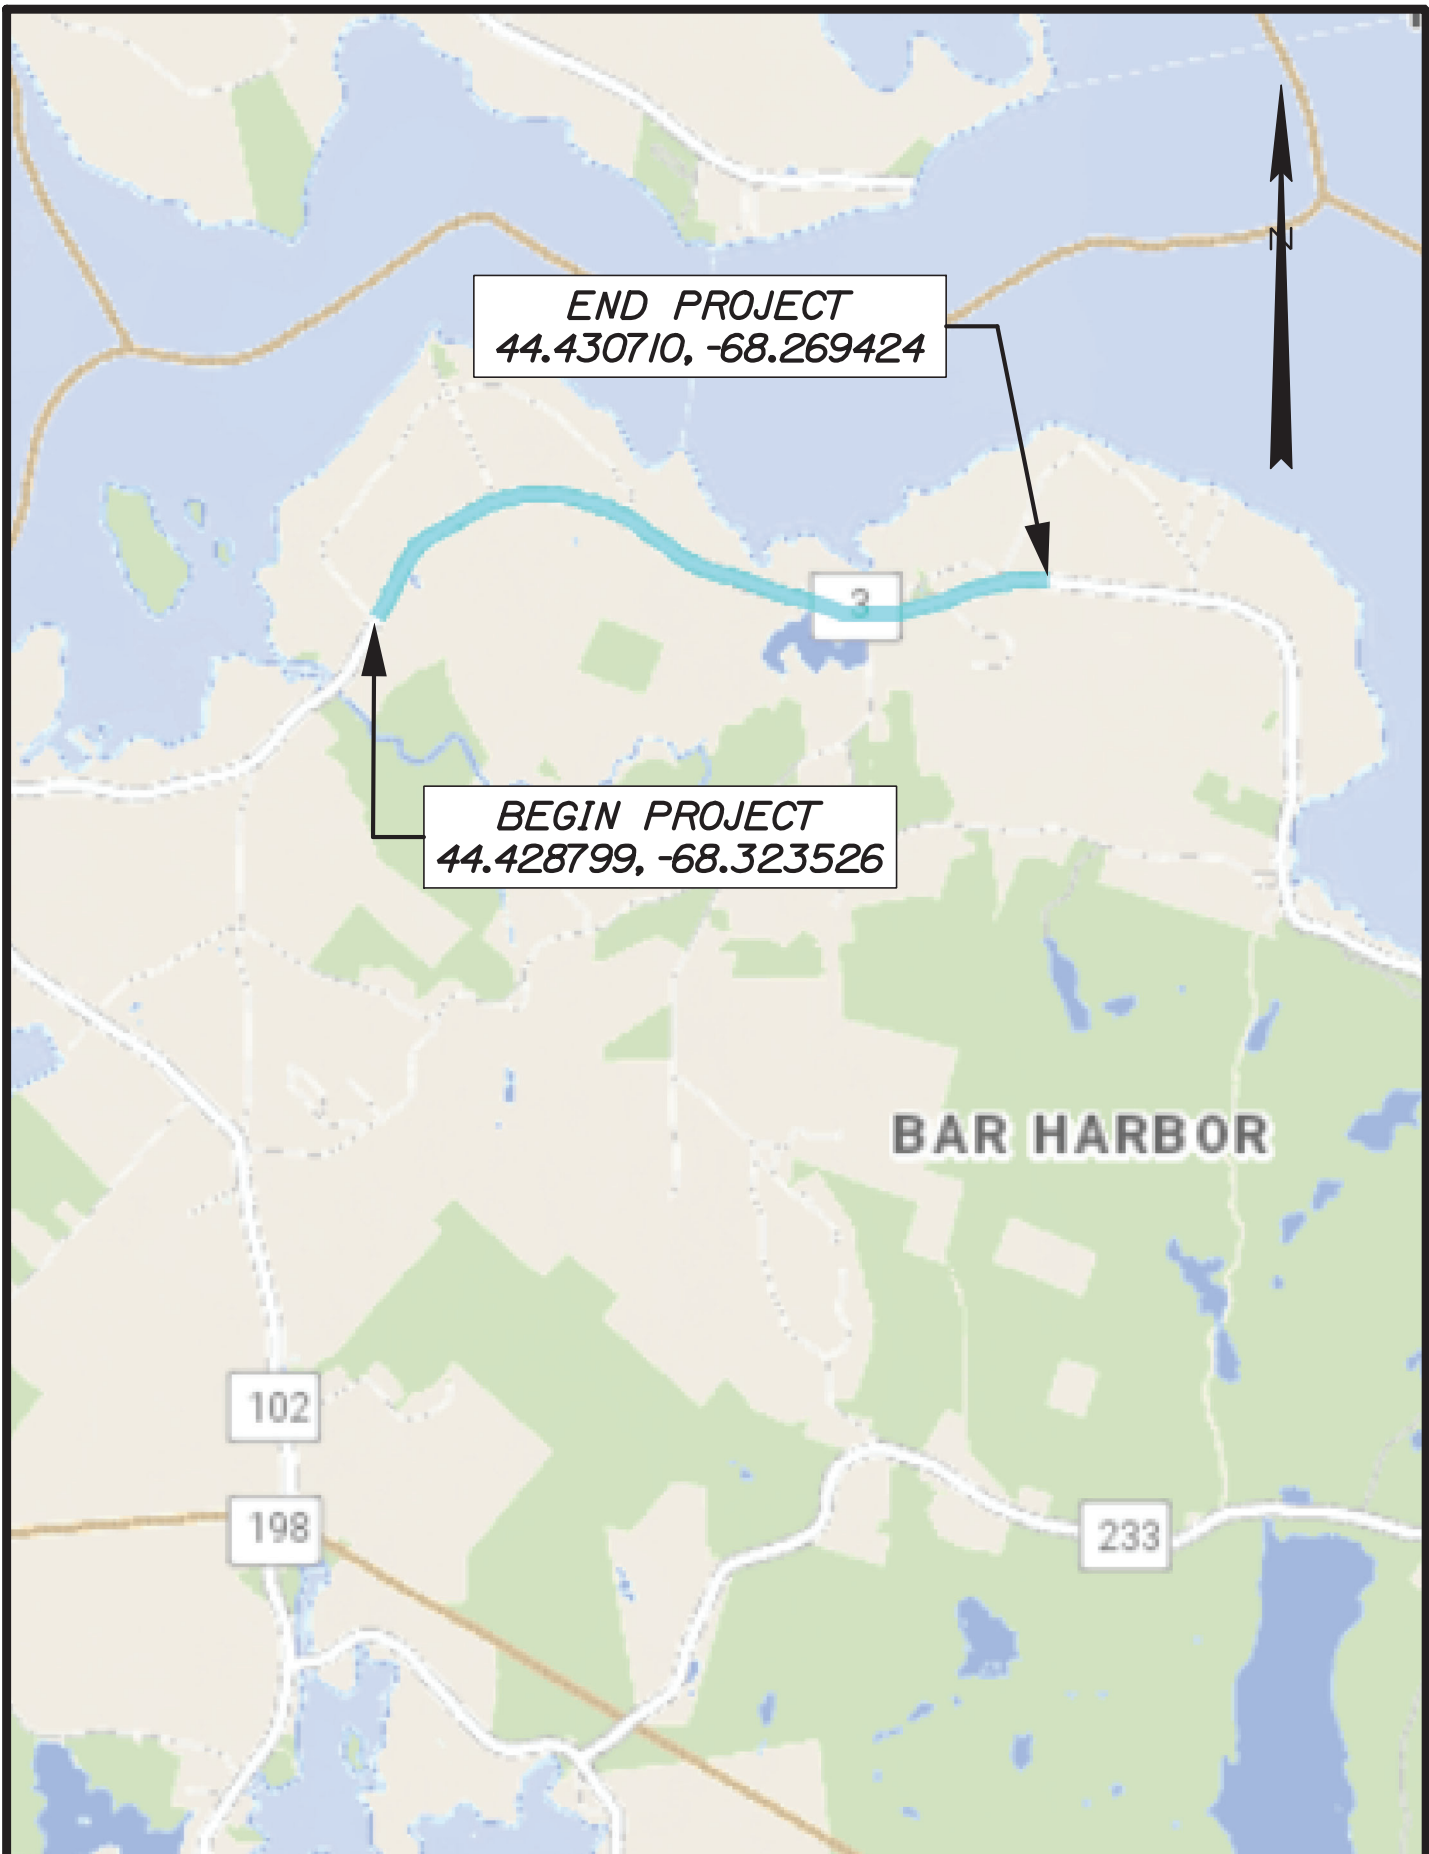 N
END PROJECT
44.430710, -68.269424
3
BEGIN PROJECT
44.428799, -68.323526
BAR HARBOR
102
198
233